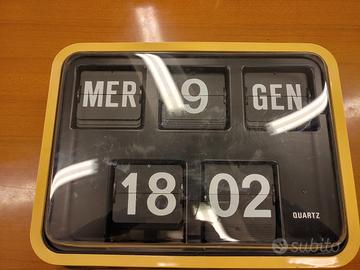 MER 9 GEN
18 02
QUARTZ
subito